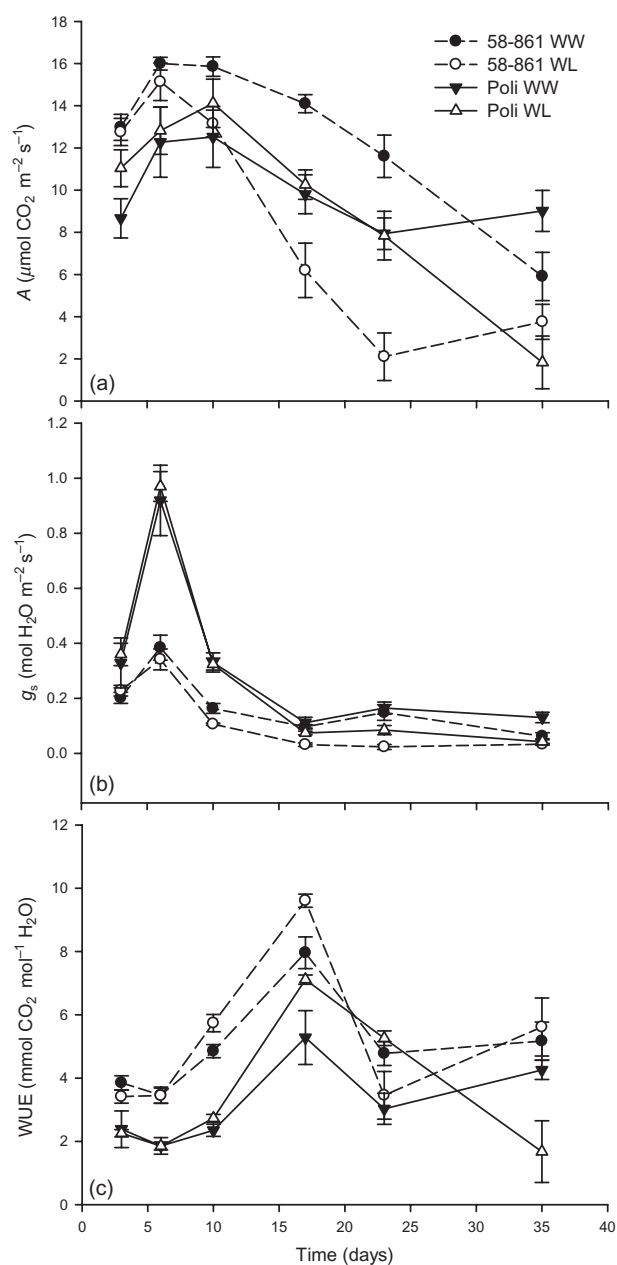 18
16
14
12
10
8
6
4
2
0
A (μmol CO₂ m⁻² s⁻¹)
58-861 WW
58-861 WL
Poli WW
Poli WL
(a)
1.2
1.0
0.8
0.6
0.4
0.2
0.0
gₛ (mol H₂O m⁻² s⁻¹)
(b)
12
10
8
6
4
2
0
WUE (mmol CO₂ mol⁻¹ H₂O)
(c)
0 5 10 15 20 25 30 35 40
Time (days)